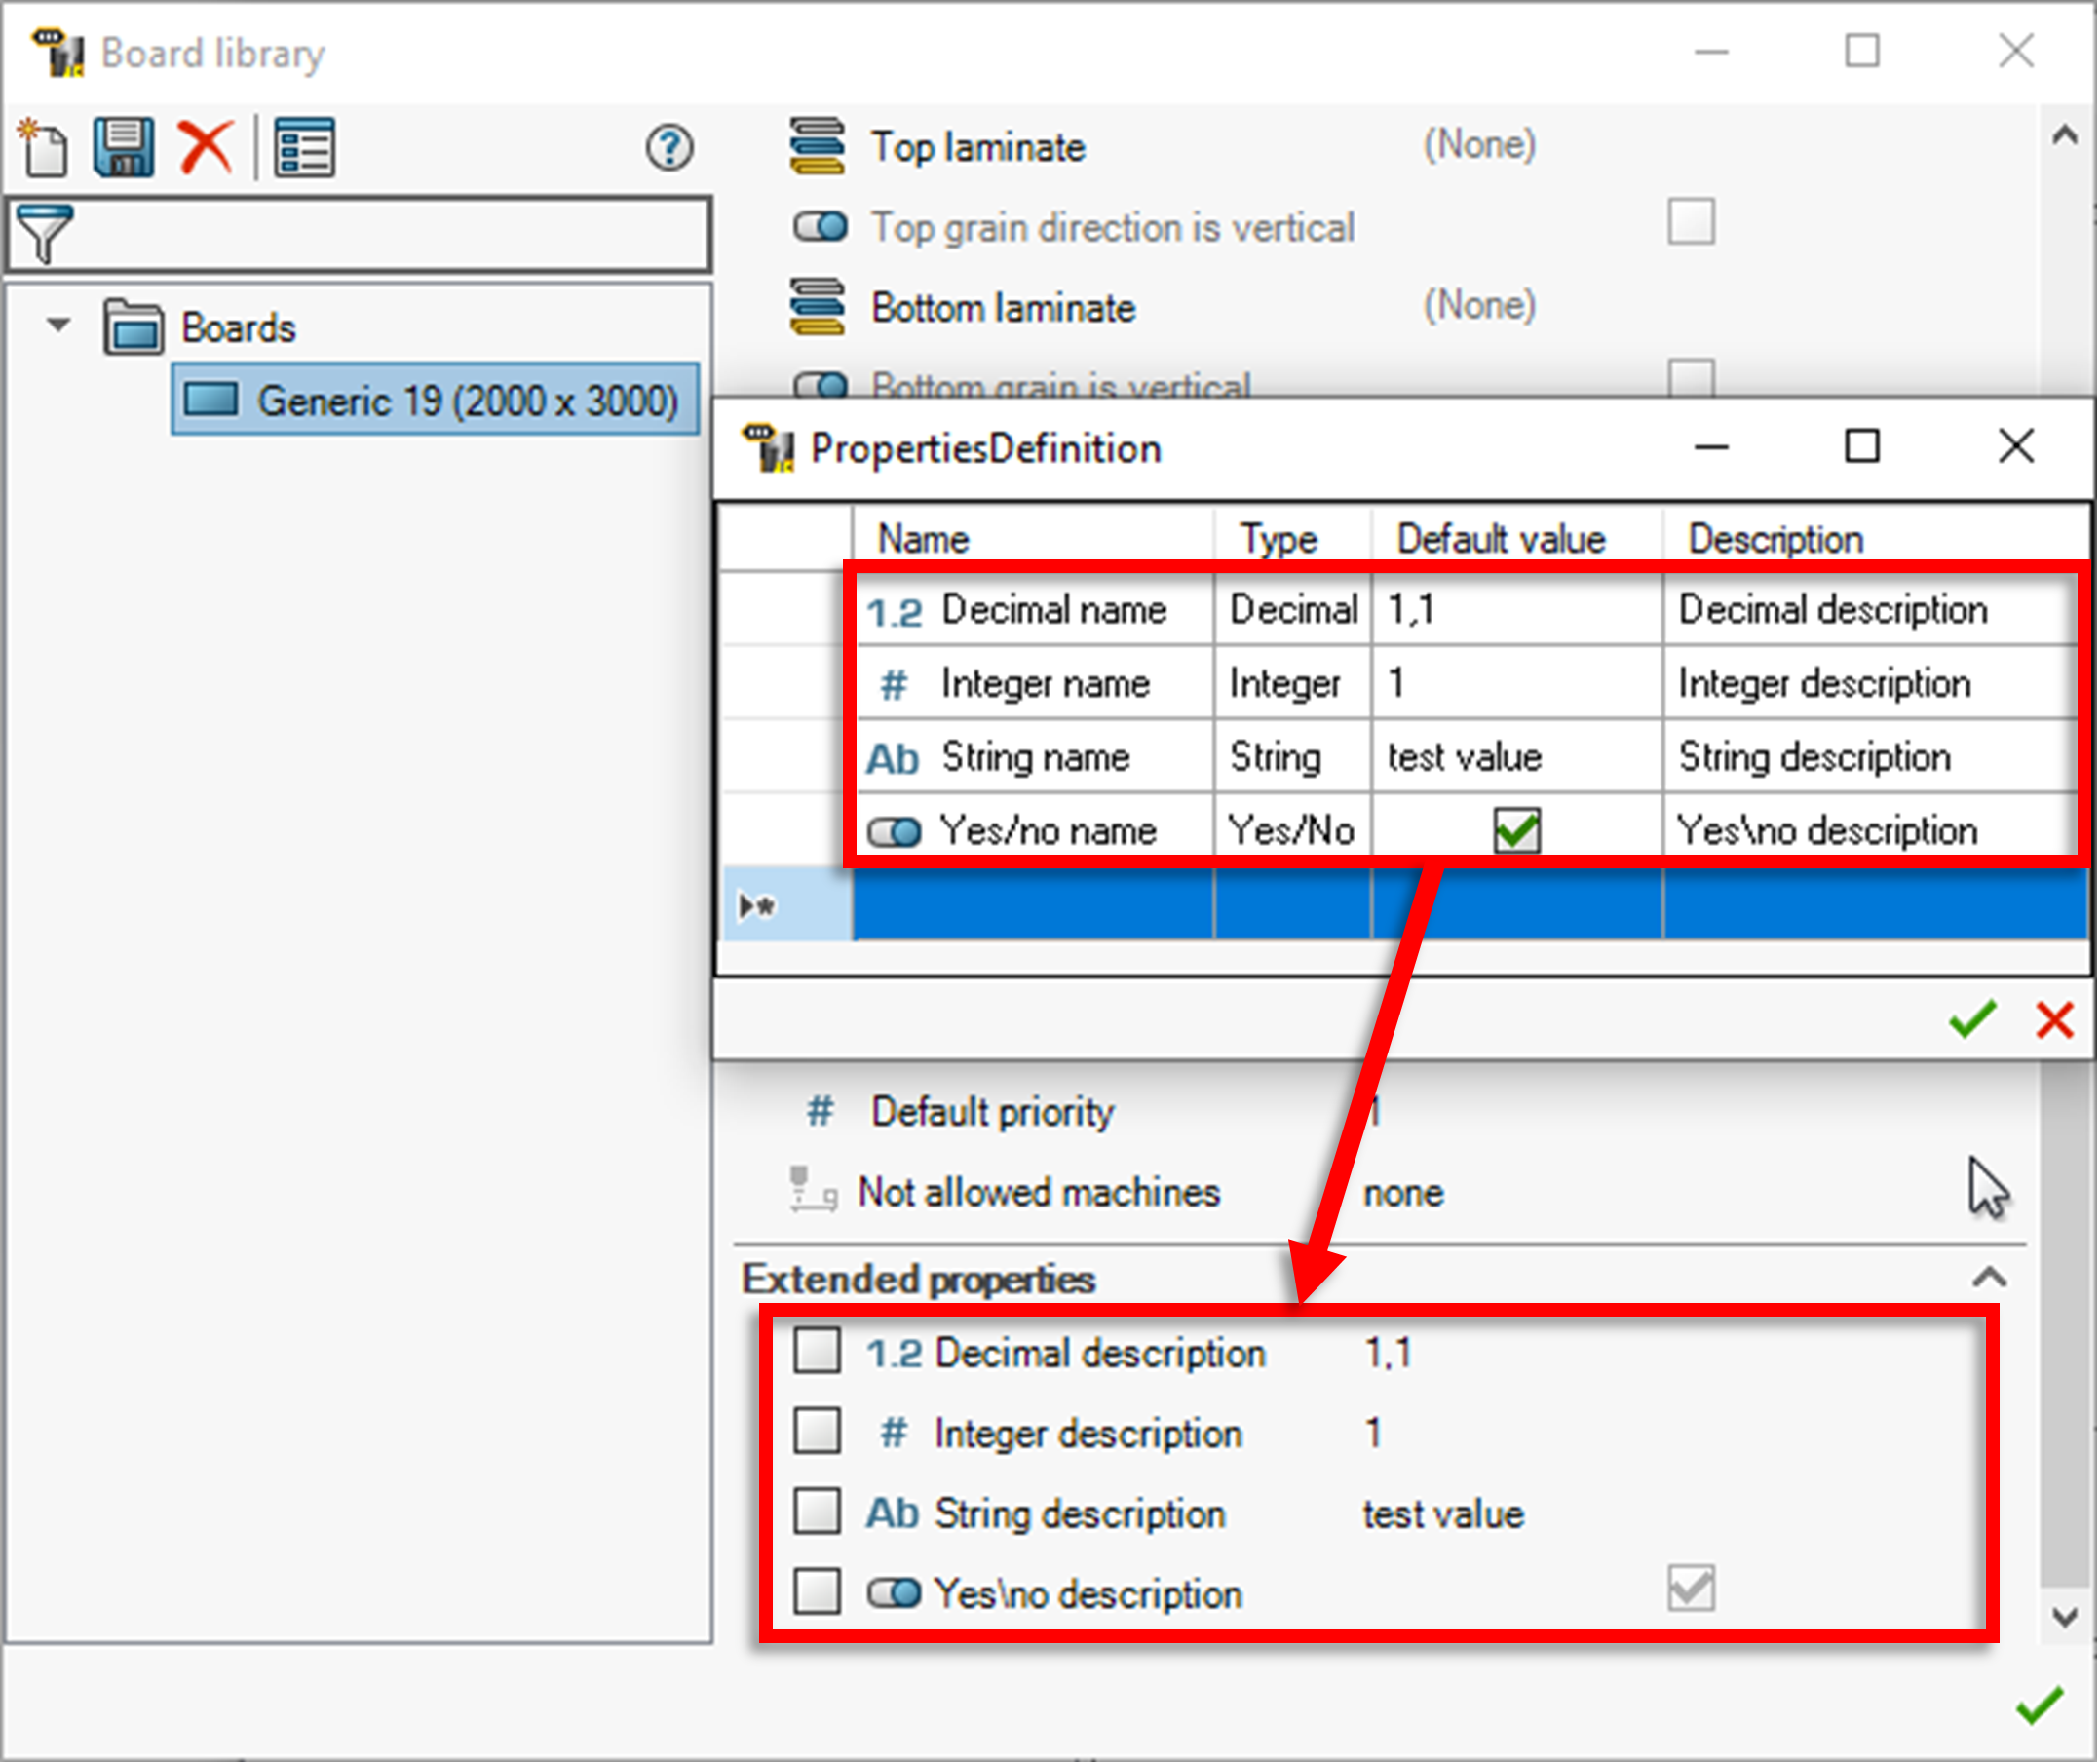 Board library
Top laminate (None)
Top grain direction is vertical
Bottom laminate (None)
Bottom grain is vertical
Boards
Generic 19 (2000 x 3000)
PropertiesDefinition
Name Type Default value Description
1.2 Decimal name Decimal 1,1 Decimal description
# Integer name Integer 1 Integer description
Ab String name String test value String description
Yes/no name Yes/No Yes\no description
# Default priority 1
Not allowed machines none
Extended properties
1.2 Decimal description 1,1
# Integer description 1
Ab String description test value
Yes\no description